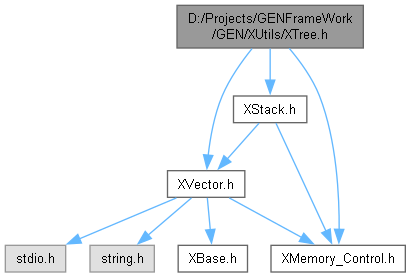 D:/Projects/GENFrameWork
/GEN/XUtils/XTree.h
XStack.h
XVector.h
stdio.h
string.h
XBase.h
XMemory_Control.h